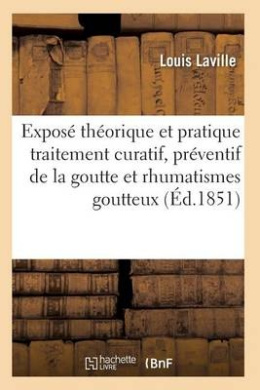 Louis Laville
Exposé théorique et pratique
traitement curatif, préventif
de la goutte et rhumatismes
goutteux (Éd.1851)
hachette
LIVRE
(BnF